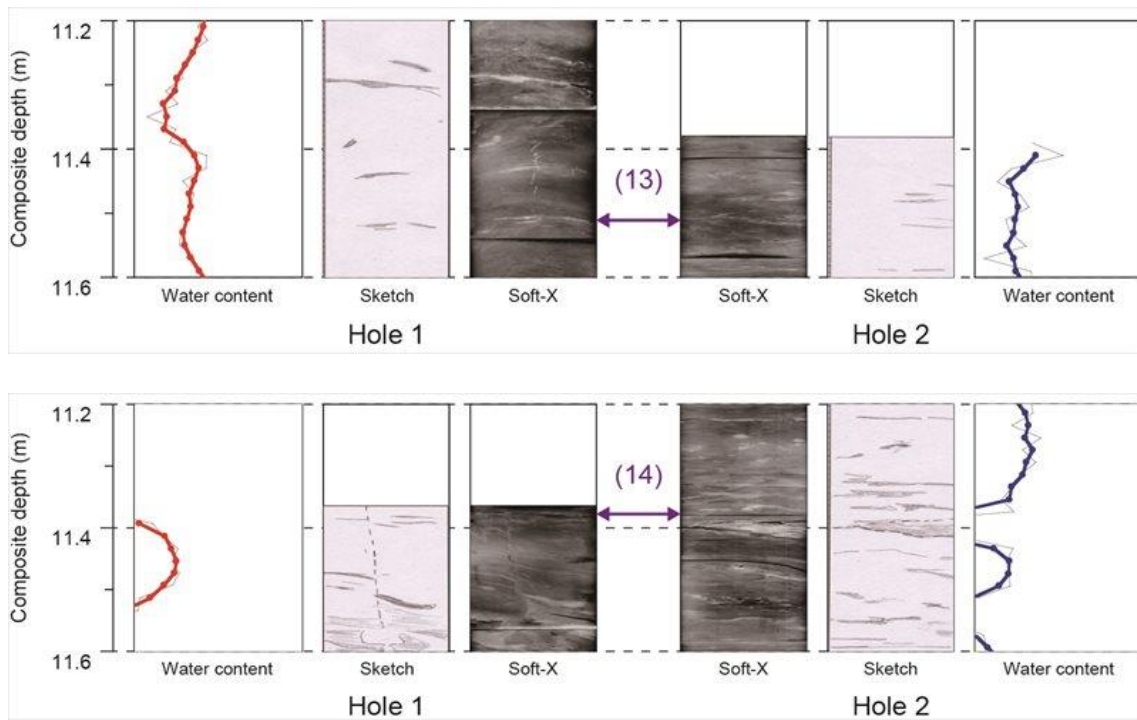 11.2
Composite depth (m)
11.4
11.6
(13)
Water content
Sketch
Soft-X
Soft-X
Sketch
Water content
Hole 1
Hole 2
11.2
Composite depth (m)
11.4
11.6
(14)
Water content
Sketch
Soft-X
Soft-X
Sketch
Water content
Hole 1
Hole 2